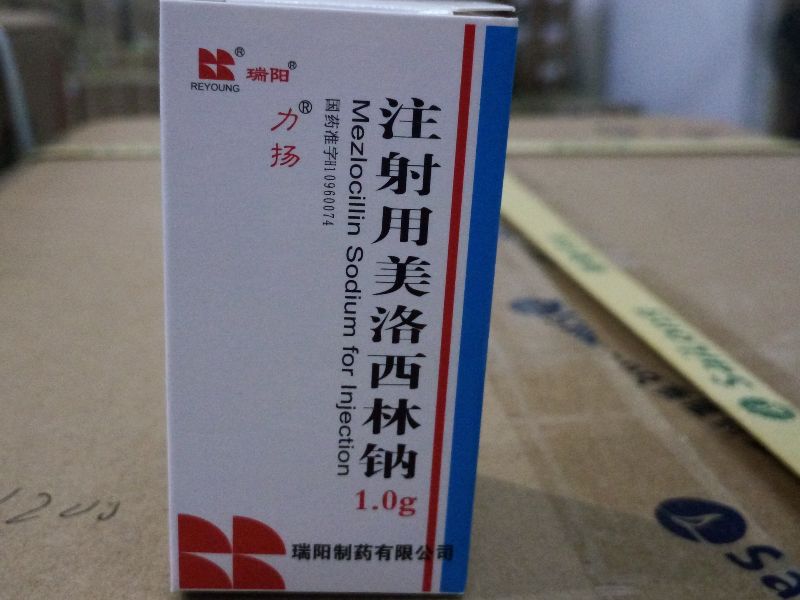 REYOUNG ® 瑞阳®
力扬®
国药准字H10960074
Mezlocillin Sodium for Injection
注射用美洛西林钠
1.0g
瑞阳制药有限公司